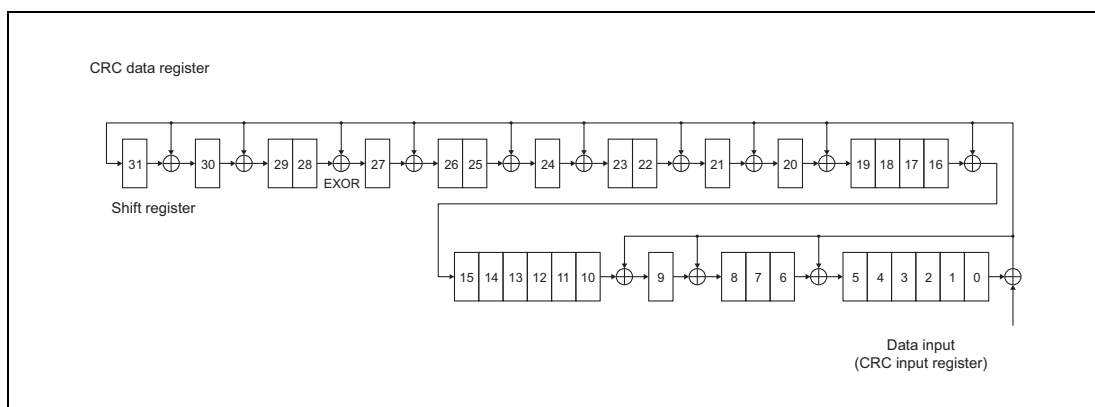 CRC data register
31 30 29 28 27 26 25 24 23 22 21 20 19 18 17 16
EXOR
Shift register
15 14 13 12 11 10 9 8 7 6 5 4 3 2 1 0
Data input
(CRC input register)